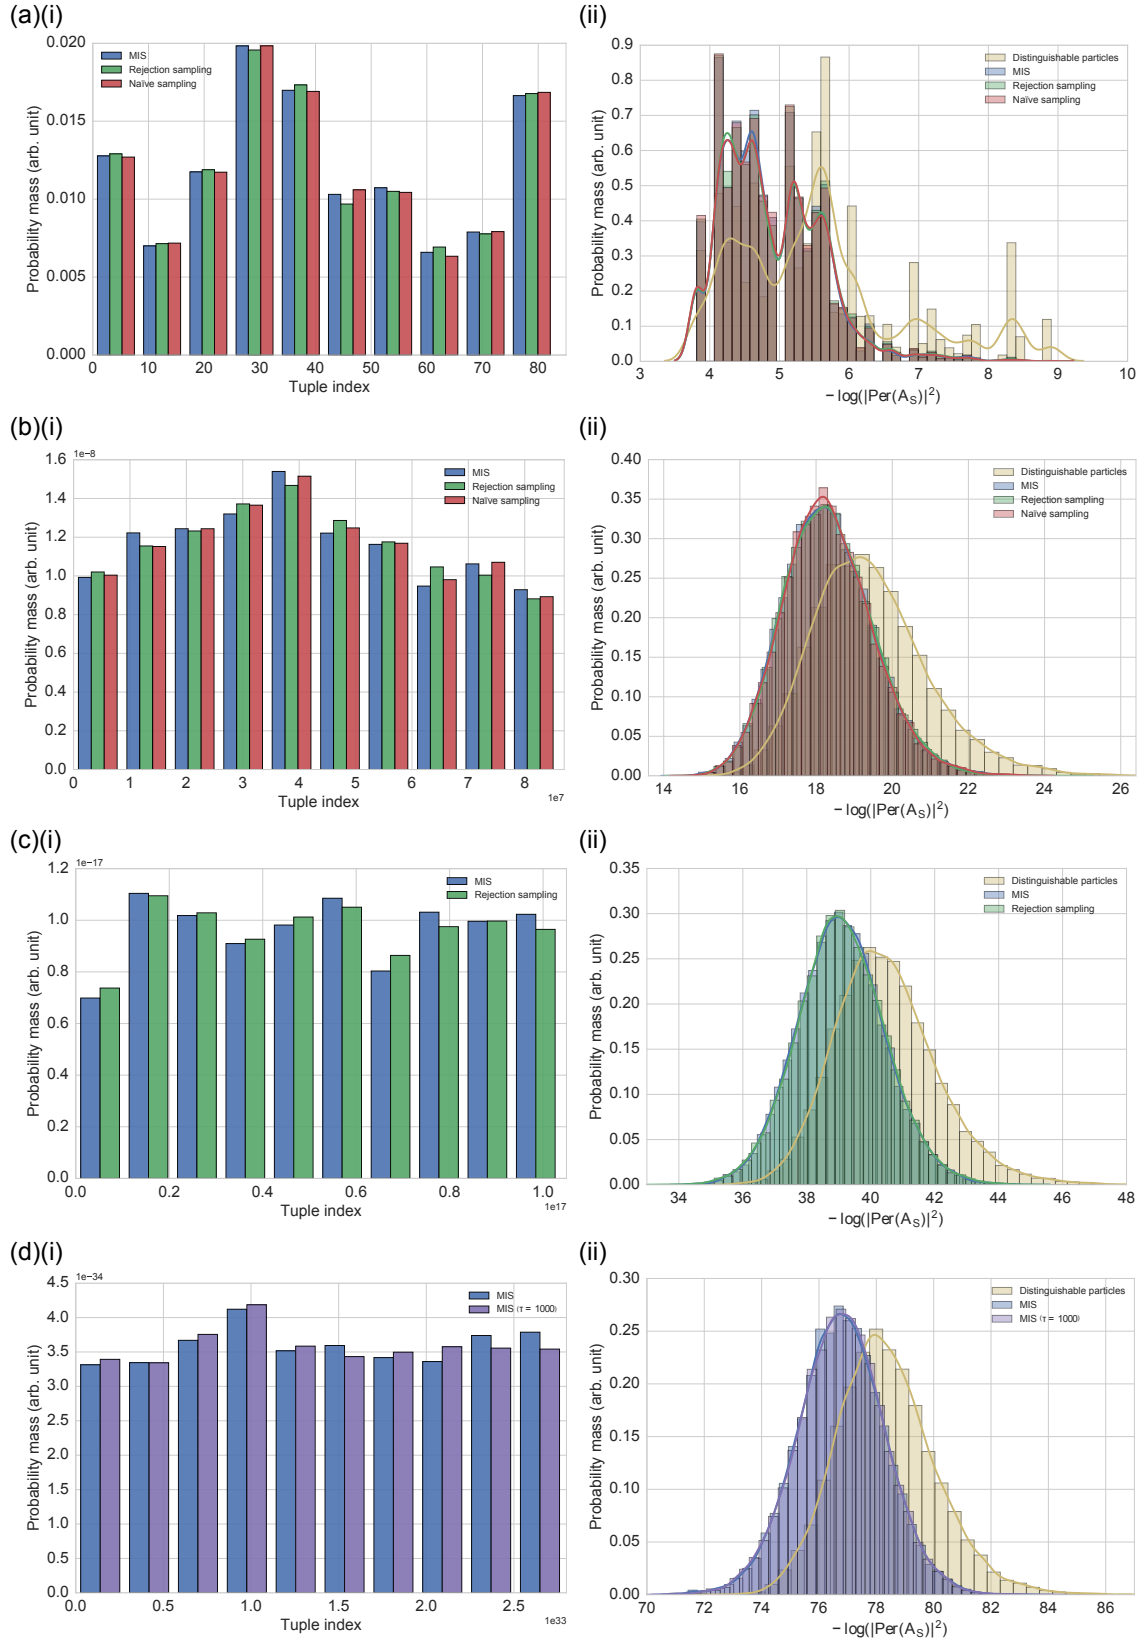 (a)(i)
0.020
0.015
0.010
0.005
0.000
Probability mass (arb. unit)
MIS
Rejection sampling
Naïve sampling
0 10 20 30 40 50 60 70 80
Tuple index
(ii)
0.9
0.8
0.7
0.6
0.5
0.4
0.3
0.2
0.1
0.0
Probability mass (arb. unit)
Distinguishable particles
MIS
Rejection sampling
Naïve sampling
3 4 5 6 7 8 9 10
− log(|Per(A_S)|²)
(b)(i)
1e−8
1.6
1.4
1.2
1.0
0.8
0.6
0.4
0.2
0.0
Probability mass (arb. unit)
MIS
Rejection sampling
Naïve sampling
0 1 2 3 4 5 6 7 8
1e7
Tuple index
(ii)
0.40
0.35
0.30
0.25
0.20
0.15
0.10
0.05
0.00
Probability mass (arb. unit)
Distinguishable particles
MIS
Rejection sampling
Naïve sampling
14 16 18 20 22 24 26
− log(|Per(A_S)|²)
(c)(i)
1e−17
1.2
1.0
0.8
0.6
0.4
0.2
0.0
Probability mass (arb. unit)
MIS
Rejection sampling
0.0 0.2 0.4 0.6 0.8 1.0
1e17
Tuple index
(ii)
0.35
0.30
0.25
0.20
0.15
0.10
0.05
0.00
Probability mass (arb. unit)
Distinguishable particles
MIS
Rejection sampling
34 36 38 40 42 44 46 48
− log(|Per(A_S)|²)
(d)(i)
1e−34
4.5
4.0
3.5
3.0
2.5
2.0
1.5
1.0
0.5
0.0
Probability mass (arb. unit)
MIS
MIS (τ = 1000)
0.0 0.5 1.0 1.5 2.0 2.5
1e33
Tuple index
(ii)
0.30
0.25
0.20
0.15
0.10
0.05
0.00
Probability mass (arb. unit)
Distinguishable particles
MIS
MIS (τ = 1000)
70 72 74 76 78 80 82 84 86
− log(|Per(A_S)|²)